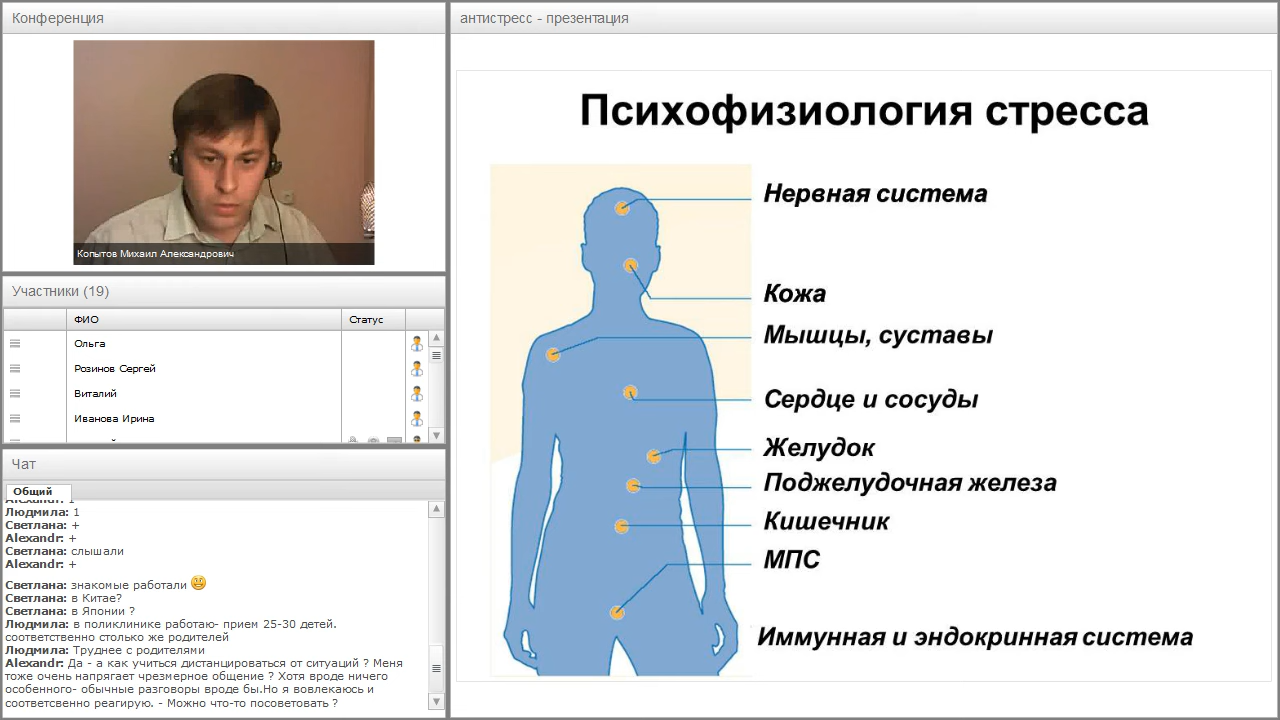 Конференция
Копытов Михаил Александрович
Участники (19)
ФИО
Статус
Ольга
Розинов Сергей
Виталий
Иванова Ирина
Чат
Общий
Alexandr: 1
Людмила: 1
Светлана: +
Alexandr: +
Светлана: слышали
Alexandr: +
Светлана: знакомые работали
Светлана: в Китае?
Светлана: в Японии ?
Людмила: в поликлинике работаю- прием 25-30 детей,
соответственно столько же родителей
Людмила: Труднее с родителями
Alexandr: Да - а как учиться дистанцироваться от ситуаций ? Меня
тоже очень напрягает чрезмерное общение ? Хотя вроде ничего
особенного- обычные разговоры вроде бы.Но я вовлекаюсь и
соответсвенно реагирую. - Можно что-то посоветовать ?
антистресс - презентация
Психофизиология стресса
Нервная система
Кожа
Мышцы, суставы
Сердце и сосуды
Желудок
Поджелудочная железа
Кишечник
МПС
Иммунная и эндокринная система